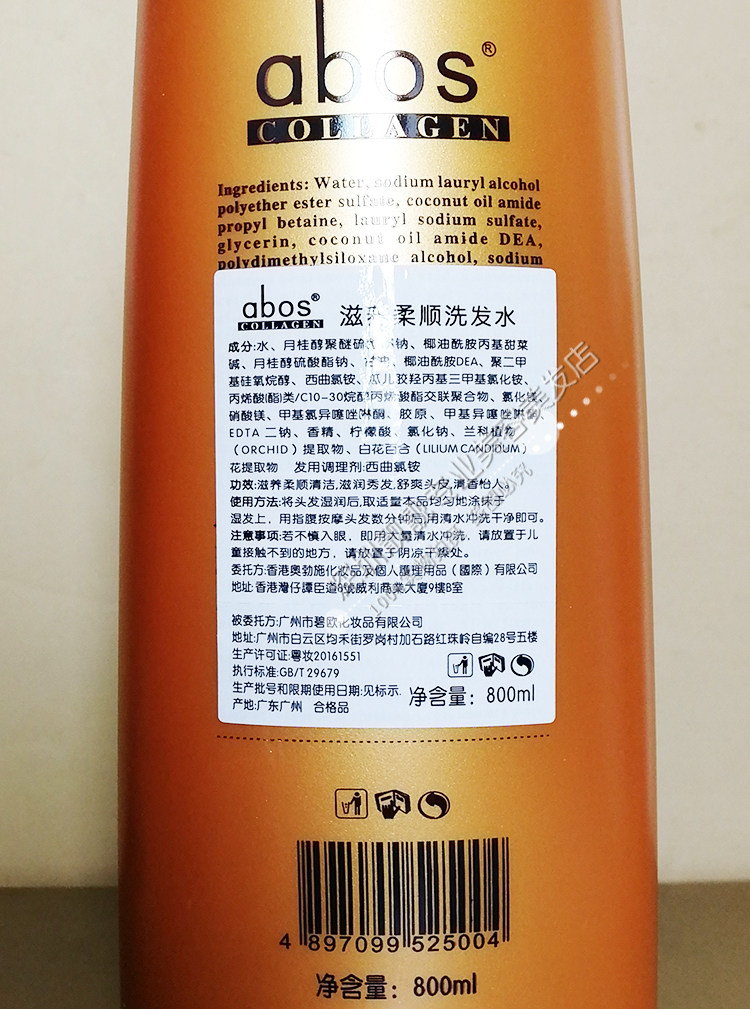 abos®
COLLAGEN
Ingredients: Water, sodium lauryl alcohol
polyether ester sulfate, coconut oil amide
propyl betaine, lauryl sodium sulfate,
glycerin, coconut oil amide DEA,
polydimethylsiloxane alcohol, sodium
abos®
COLLAGEN
滋养柔顺洗发水
成分:水、月桂醇聚醚硫酸酯钠、椰油酰胺丙基甜菜
碱、月桂醇硫酸酯钠、甘油、椰油酰胺DEA、聚二甲
基硅氧烷醇、西曲氯铵、瓜儿胶羟丙基三甲基氯化铵、
丙烯酸(酯)类/C10-30烷醇丙烯酸酯交联聚合物、氯化镁、
硝酸镁、甲基氯异噻唑啉酮、胶原、甲基异噻唑啉酮、
EDTA 二钠、香精、柠檬酸、氯化钠、兰科植物
(ORCHID) 提取物、白花百合 (LILIUM CANDIDUM)
花提取物 发用调理剂:西曲氯铵
功效:滋养柔顺清洁,滋润秀发,舒爽头皮,清香怡人。
使用方法:将头发湿润后,取适量本品均匀地涂抹于
湿发上，用指腹按摩头发数分钟后,用清水冲洗干净即可。
注意事项:若不慎入眼，即用大量清水冲洗，请放置于儿
童接触不到的地方，请放置于阴凉干燥处。
委托方:香港奥勃施化妝品及個人護理用品（國際）有限公司
地址:香港灣仔譚臣道8號威利商業大廈9樓B室
被委托方:广州市碧欧化妆品有限公司
地址:广州市白云区均禾街罗岗村加石路红珠岭自编28号五楼
生产许可证:粤妆20161551
执行标准:GB/T 29679
生产批号和限期使用日期:见标示.
净含量：800ml
产地:广东广州 合格品
4 897099 525004
净含量：800ml